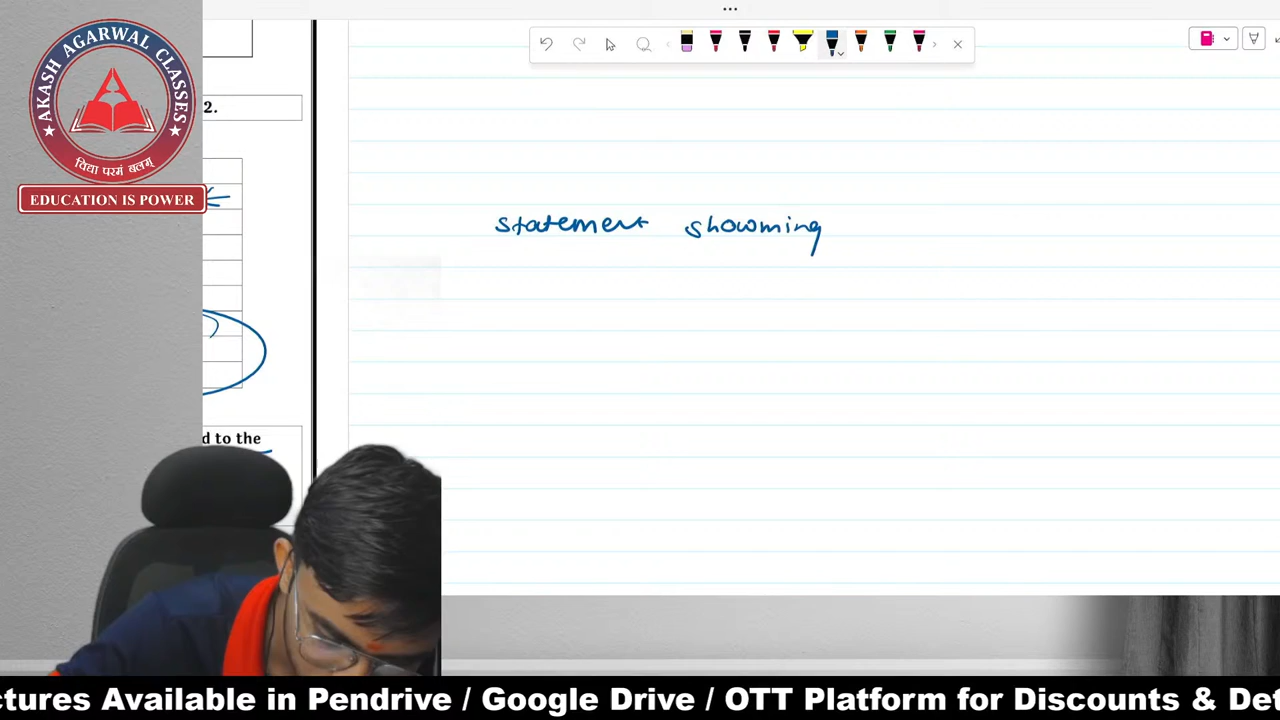 AKASH AGARWAL CLASSES
विद्या परमं बलम्
EDUCATION IS POWER
2.
statement showming
d to the
ctures Available in Pendrive / Google Drive / OTT Platform for Discounts & Det